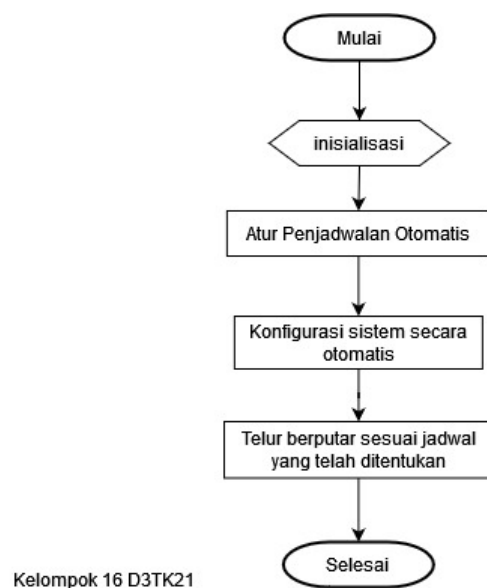 Mulai
inisialisasi
Atur Penjadwalan Otomatis
Konfigurasi sistem secara
otomatis
Telur berputar sesuai jadwal
yang telah ditentukan
Selesai
Kelompok 16 D3TK21